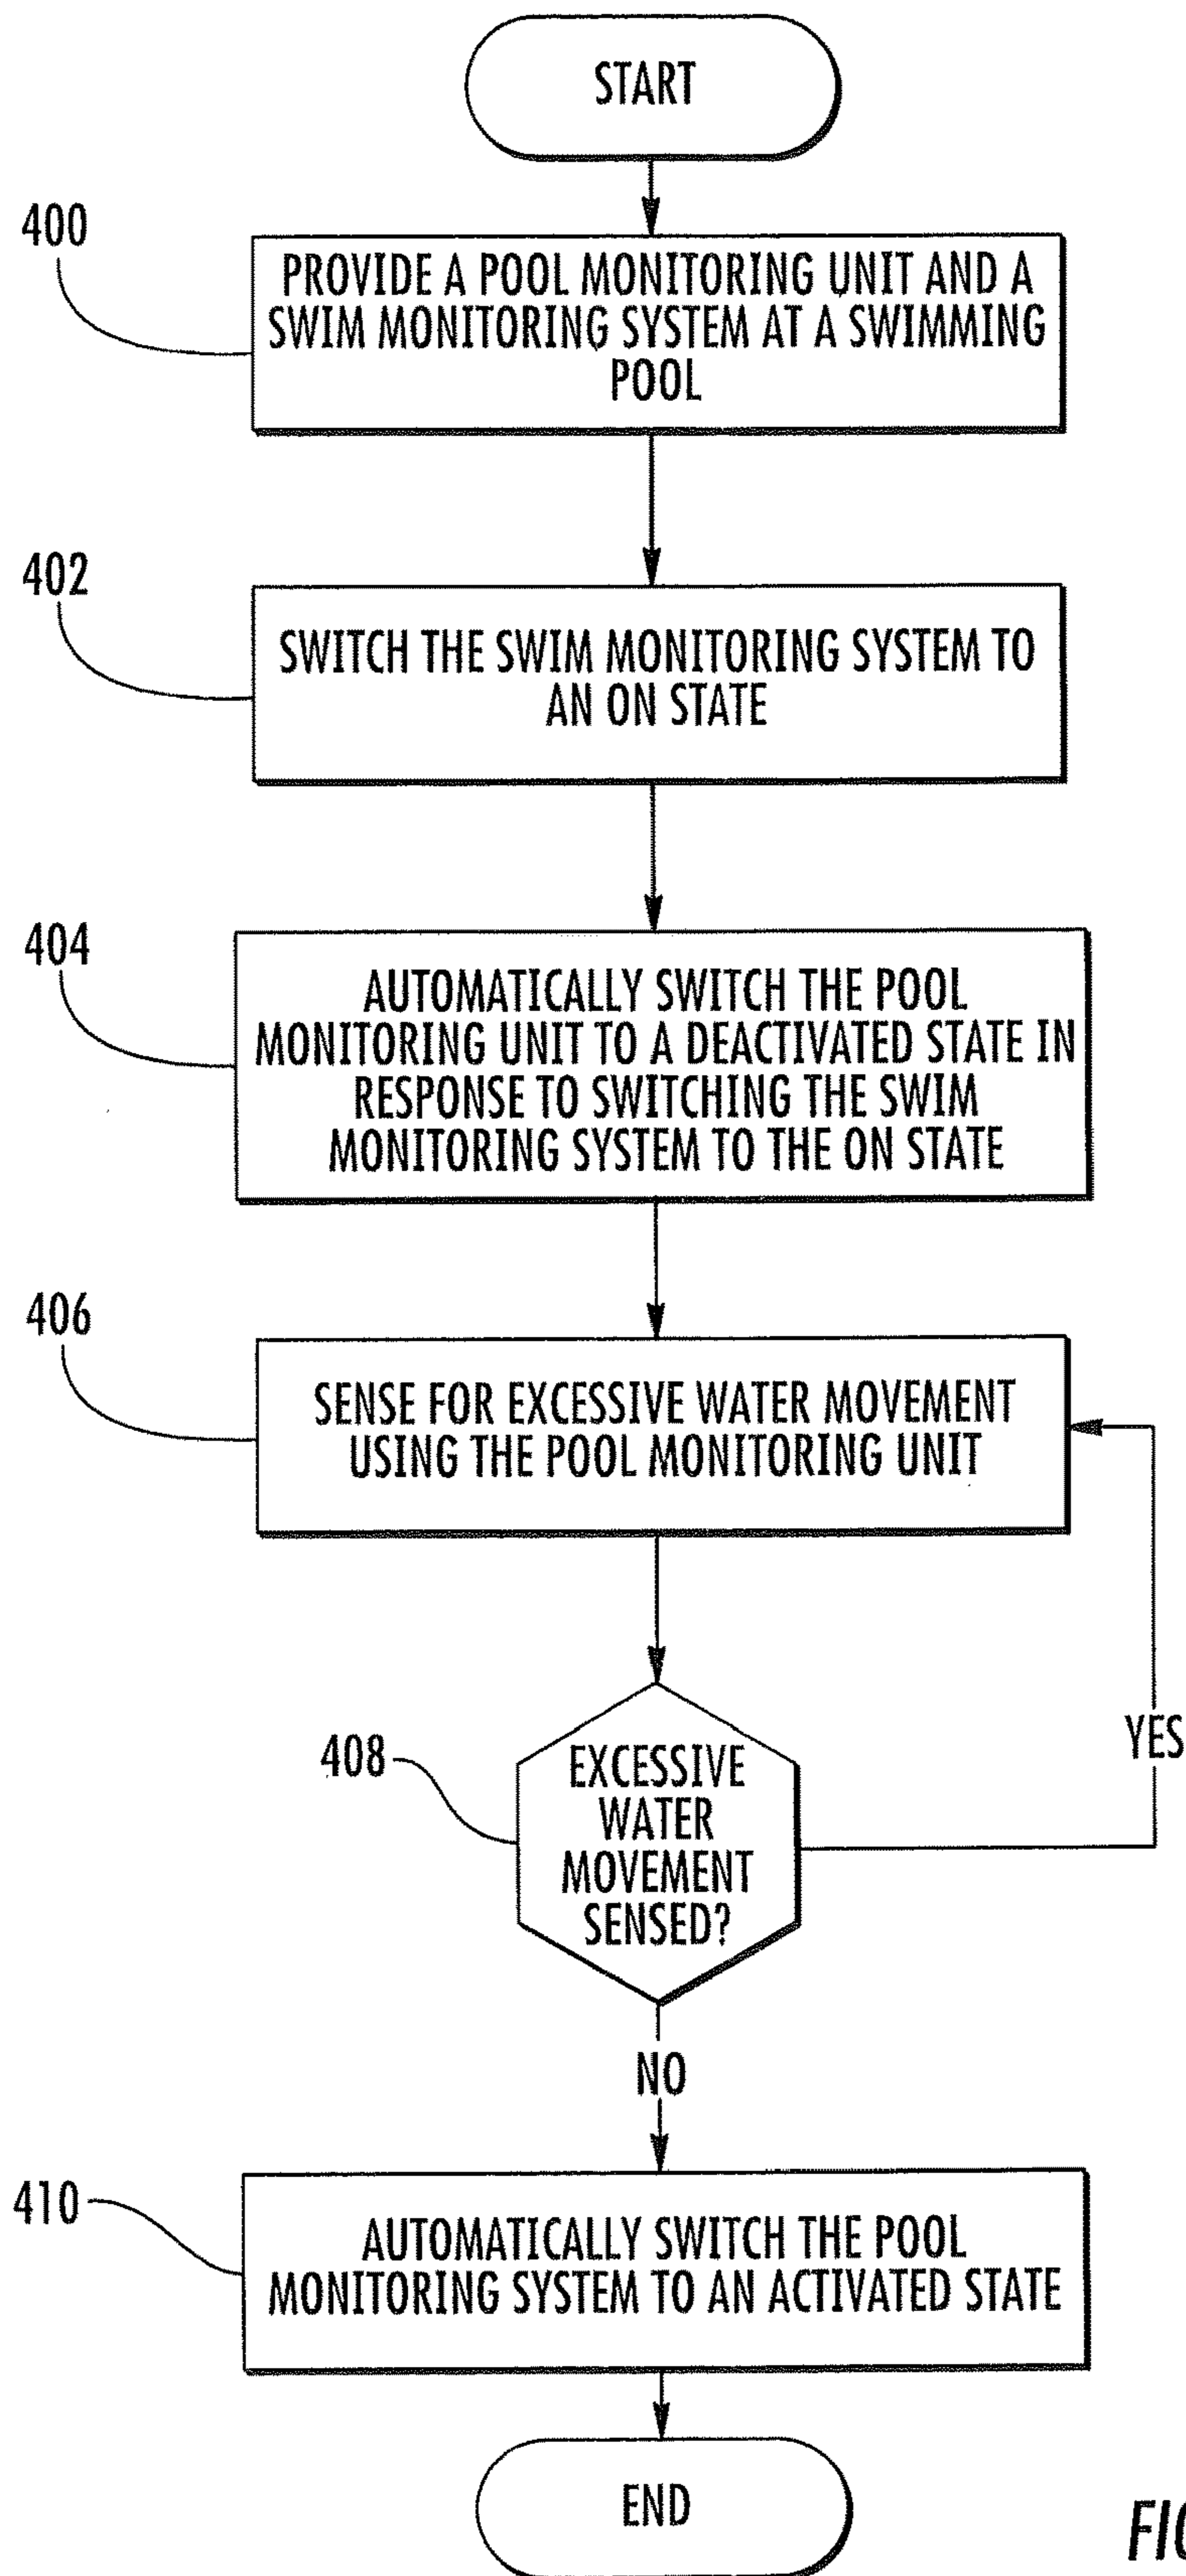 START
400
PROVIDE A POOL MONITORING UNIT AND A
SWIM MONITORING SYSTEM AT A SWIMMING
POOL
402
SWITCH THE SWIM MONITORING SYSTEM TO
AN ON STATE
404
AUTOMATICALLY SWITCH THE POOL
MONITORING UNIT TO A DEACTIVATED STATE IN
RESPONSE TO SWITCHING THE SWIM
MONITORING SYSTEM TO THE ON STATE
406
SENSE FOR EXCESSIVE WATER MOVEMENT
USING THE POOL MONITORING UNIT
YES
408
EXCESSIVE
WATER
MOVEMENT
SENSED?
NO
410
AUTOMATICALLY SWITCH THE POOL
MONITORING SYSTEM TO AN ACTIVATED STATE
END